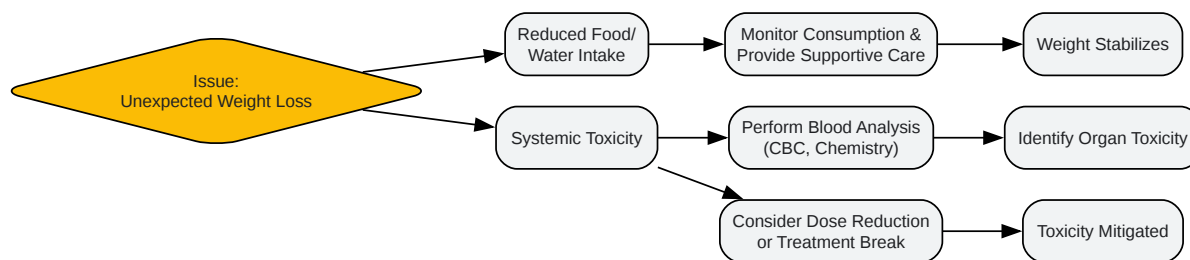 Issue:
Unexpected Weight Loss
Reduced Food/
Water Intake
Monitor Consumption &
Provide Supportive Care
Weight Stabilizes
Systemic Toxicity
Perform Blood Analysis
(CBC, Chemistry)
Identify Organ Toxicity
Consider Dose Reduction
or Treatment Break
Toxicity Mitigated